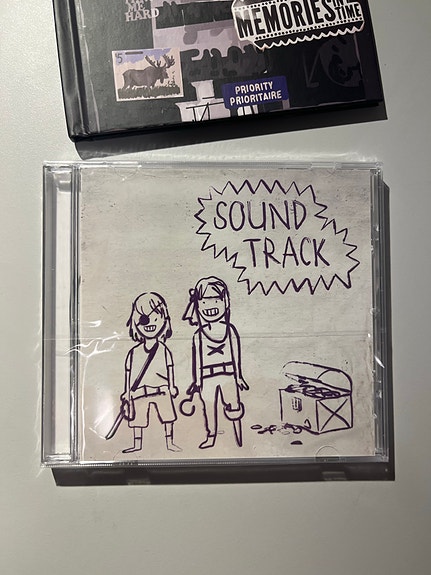 ME
HARD
MEMORIES IN
TIME
5
PRIORITY
PRIORITAIRE
SOUND
TRACK